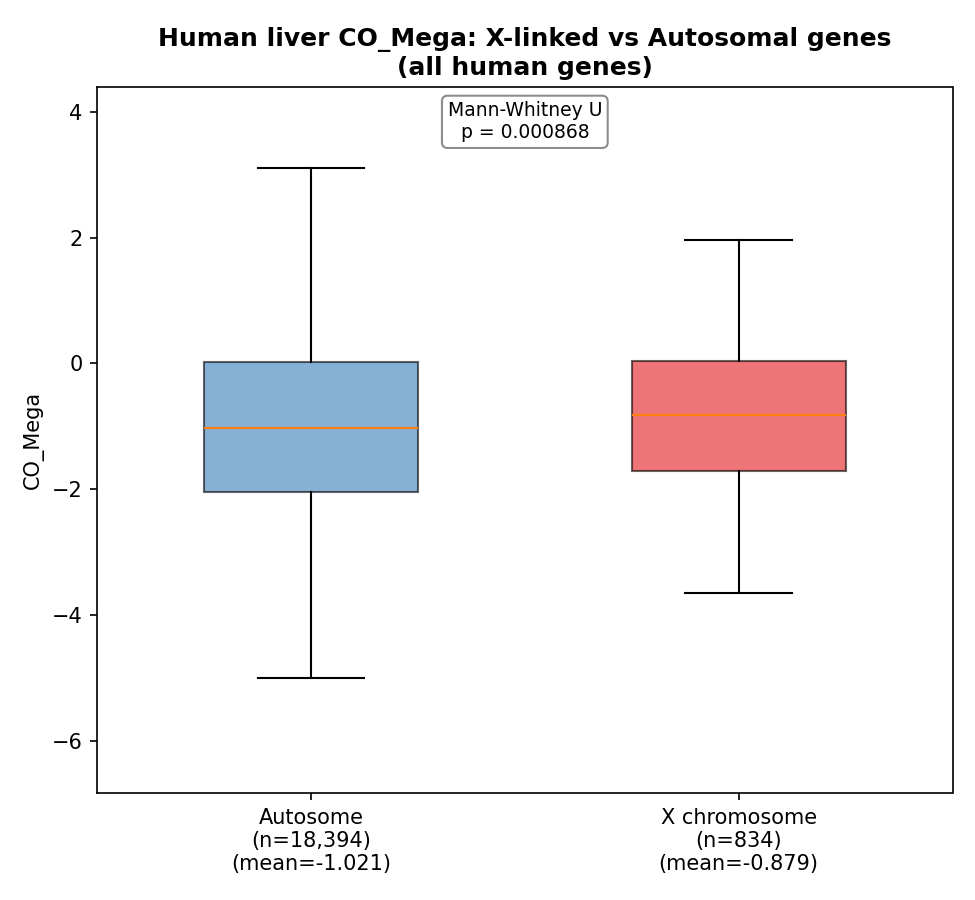 Human liver CO_Mega: X-linked vs Autosomal genes
(all human genes)
Mann-Whitney U
p = 0.000868
CO_Mega
4
2
0
−2
−4
−6
Autosome
(n=18,394)
(mean=-1.021)
X chromosome
(n=834)
(mean=-0.879)